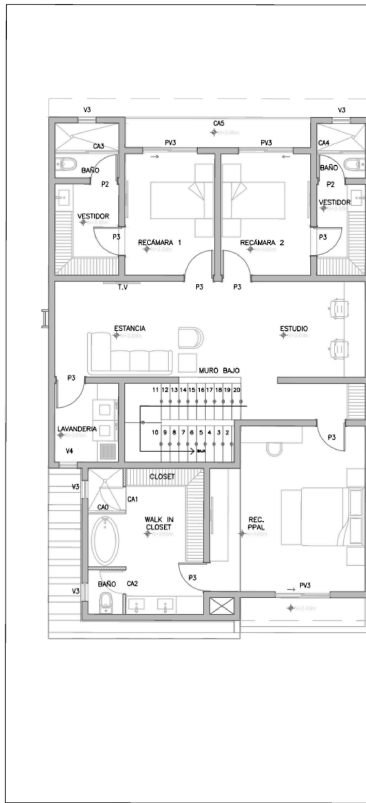 V3
V3
CA5
CA3
PV3
PV3
CA4
BAÑO
BAÑO
P2
P2
VESTIDOR
VESTIDOR
P3
P3
RECÁMARA 1
RECÁMARA 2
P3
P3
T.V
ESTANCIA
ESTUDIO
MURO BAJO
P3
11 12 13 14 15 16 17 18 19 20
LAVANDERIA
10 9 8 7 6 5 4 3 2
P3
V4
BAJA
CLOSET
V3
CA1
CA0
WALK IN
CLOSET
REC.
PPAL
P3
BAÑO
CA2
V3
PV3